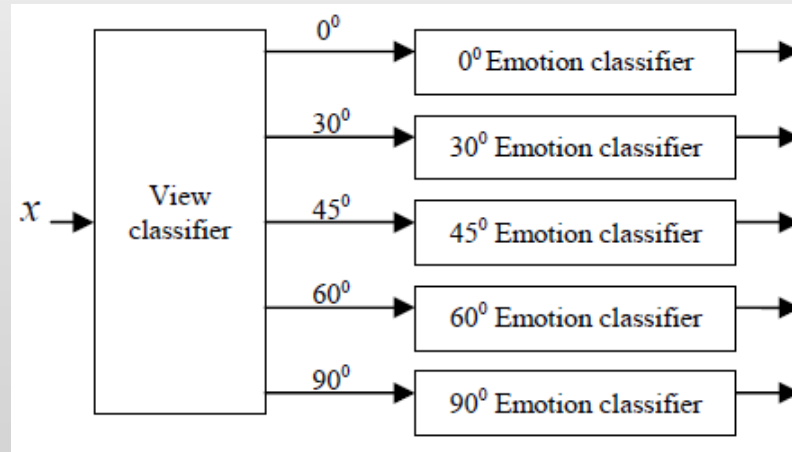 0⁰
0⁰ Emotion classifier
30⁰
30⁰ Emotion classifier
x
View
classifier
45⁰
45⁰ Emotion classifier
60⁰
60⁰ Emotion classifier
90⁰
90⁰ Emotion classifier